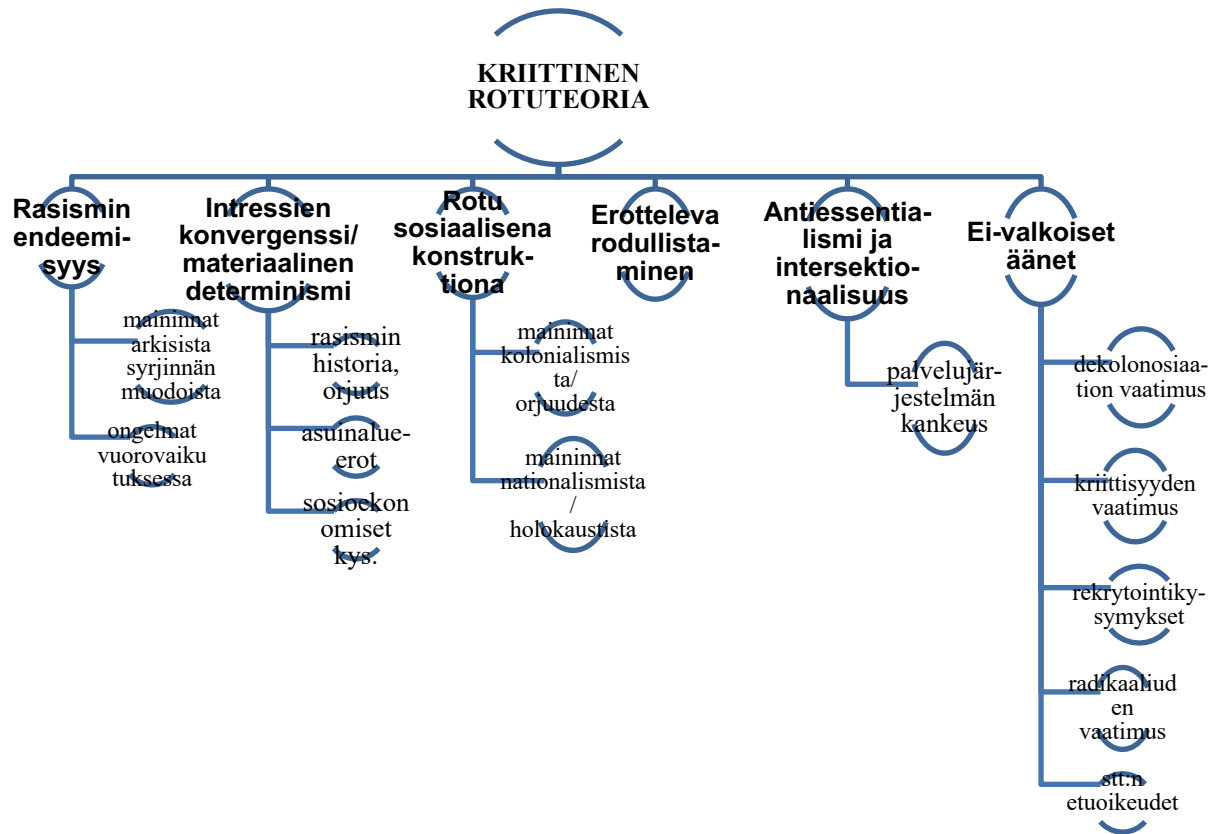 KRIITTINEN
ROTUTEORIA
Rasismin
endeemi-
syys
maininnat
arkisista
syrjinnän
muodoista
ongelmat
vuorovaiku
tuksessa
Intressien
konvergenssi/
materiaalinen
determinismi
rasismin
historia,
orjuus
asuinalue-
erot
sosioekon
omiset
kys.
Rotu
sosiaalisena
konstruk-
tiona
maininnat
kolonialismis
ta/
orjuudesta
maininnat
nationalismista
/
holokaustista
Erotteleva
rodullista-
minen
Antiessentia-
lismi ja
intersektio-
naalisuus
palvelujär-
jestelmän
kankeus
Ei-valkoiset
äänet
dekolonosiaa-
tion vaatimus
kriittisyyden
vaatimus
rekrytointiky-
symykset
radikaaliud
en
vaatimus
stt:n
etuoikeudet